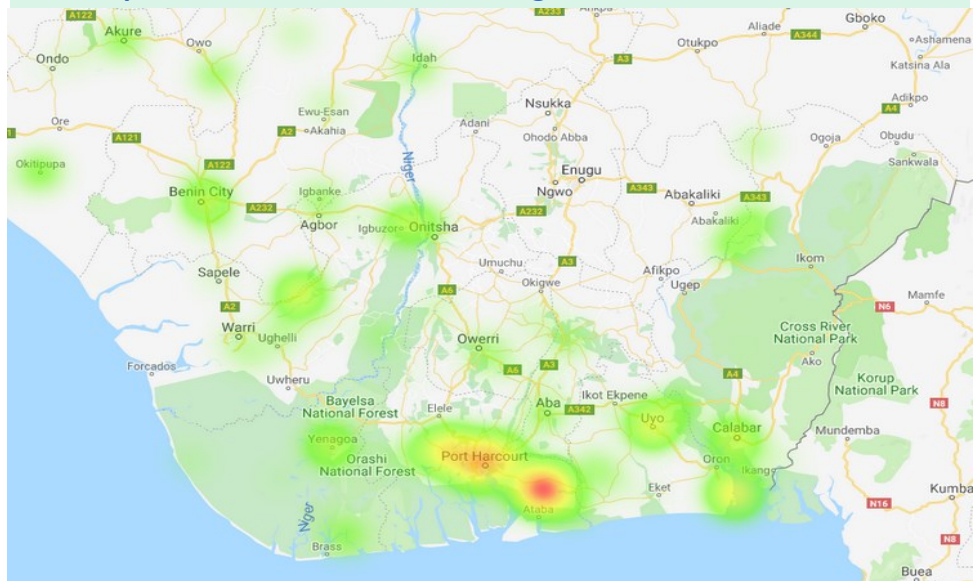 A122
A233
Gboko
Aliade
A344
Akure
Owo
Otukpo
Ashamena
Ondo
Idah
A3
Katsina Ala
Nsukka
Adikpo
Ewu-Esan
A4
Ore
Adani
A2
Akahia
Ohodo Abba
A121
Ogoja
Obudu
Okitipupa
A122
Niger
Enugu
Sankwala
Benin City
Igbanke
Ngwo
A343
Abakaliki
A343
A232
A232
Agbor
Igbuzor
Onitsha
Abakaliki
Umuchu
A3
Ikom
Sapele
Afikpo
Okigwe
Ugep
A6
Mamfe
A2
N6
Warri
Ughelli
Owerri
Cross River
National Park
Forcados
A6
A3
Ako
Uwheru
A4
Korup
National Park
Bayelsa
National Forest
Elele
Aba
Ikot Ekpene
A342
N8
Uyo
Calabar
Mundemba
Yenagoa
Orashi
National Forest
Port Harcourt
Oron
Ikang
Eket
Kumba
Niger
Ataba
N16
N8
Brass
Buea